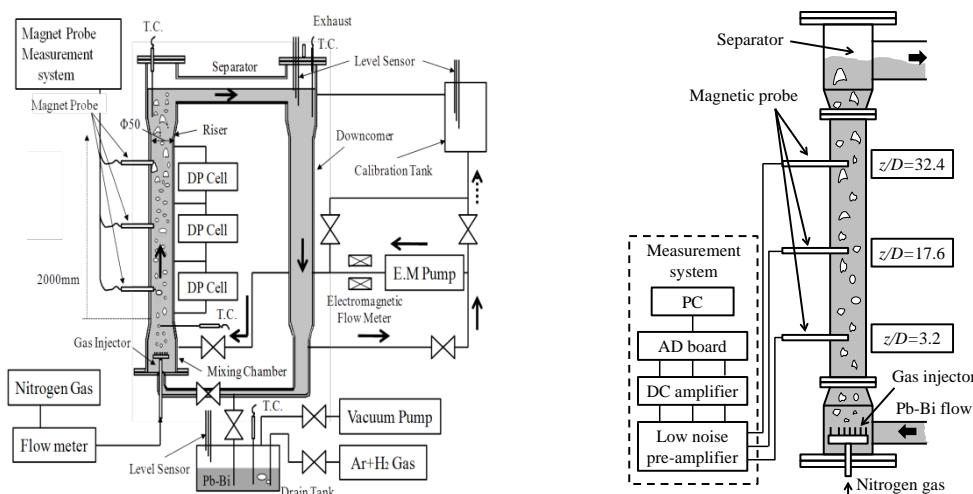 T.C.
Exhaust
T.C.
Magnet Probe
Measurement
system
Separator
Level Sensor
Magnet Probe
Φ50
Riser
Downcomer
Calibration Tank
DP Cell
DP Cell
DP Cell
2000mm
E.M Pump
Electromagnetic
Flow Meter
T.C.
Gas Injector
Mixing Chamber
Nitrogen Gas
Flow meter
T.C.
Vacuum Pump
Level Sensor
Pb-Bi
Ar+H2 Gas
Drain Tank
Separator
Magnetic probe
z/D=32.4
Measurement
system
z/D=17.6
PC
AD board
z/D=3.2
DC amplifier
Gas injector
Pb-Bi flow
Low noise
pre-amplifier
Nitrogen gas